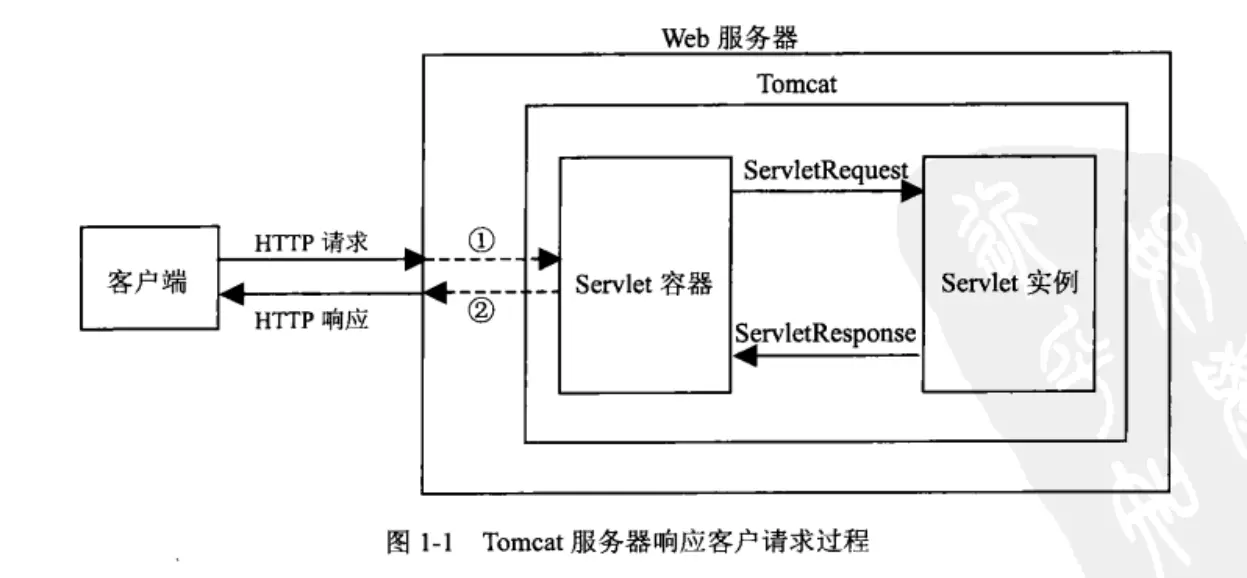 Web 服务器
Tomcat
ServletRequest
HTTP 请求
①
客户端
Servlet 容器
Servlet 实例
②
HTTP 响应
ServletResponse
图 1-1 Tomcat 服务器响应客户请求过程